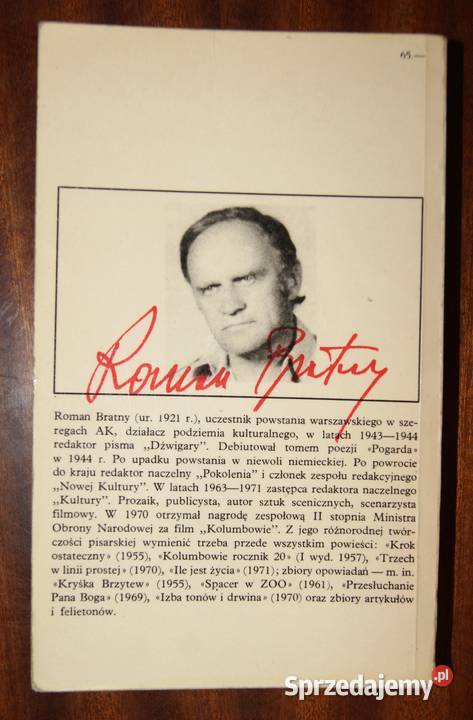 65.—
Roman Bratny
Roman Bratny (ur. 1921 r.), uczestnik powstania warszawskiego w sze-
regach AK, działacz podziemia kulturalnego, w latach 1943—1944
redaktor pisma „Dźwigary". Debiutował tomem poezji «Pogarda»
w 1944 r. Po upadku powstania w niewoli niemieckiej. Po powrocie
do kraju redaktor naczelny „Pokolenia" i członek zespołu redakcyjnego
„Nowej Kultury". W latach 1963—1971 zastępca redaktora naczelnego
„Kultury". Prozaik, publicysta, autor sztuk scenicznych, scenarzysta
filmowy. W 1970 otrzymał nagrodę zespołową II stopnia Ministra
Obrony Narodowej za film „Kolumbowie". Z jego różnorodnej twór-
czości pisarskiej wymienić trzeba przede wszystkim powieści: «Krok
ostateczny» (1955), «Kolumbowie rocznik 20» (I wyd. 1957), «Trzech
w linii prostej» (1970), «Ile jest życia» (1971); zbiory opowiadań — m. in.
«Kryśka Brzytew» (1955), «Spacer w ZOO» (1961), «Przesłuchanie
Pana Boga» (1969), «Izba tonów i drwina» (1970) oraz zbiory artykułów
i felietonów.
Sprzedajemy.pl